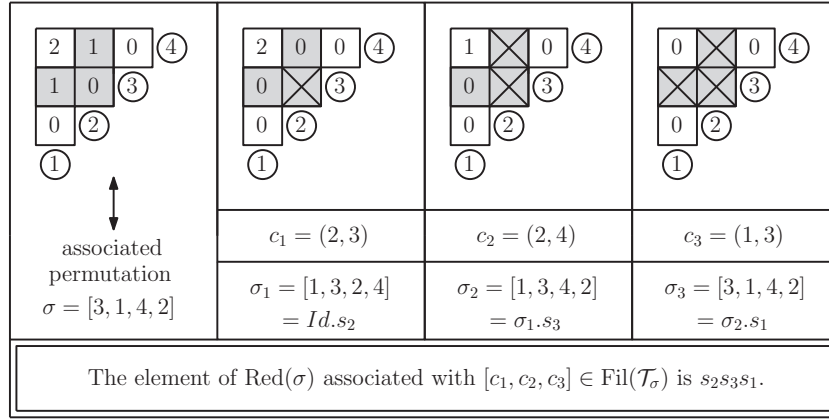 2 1 0 4
1 0 3
0 2
1
associated
permutation
σ = [3, 1, 4, 2]
2 0 0 4
0 3
0 2
1
c₁ = (2, 3)
σ₁ = [1, 3, 2, 4]
= Id.s₂
1 0 4
0 3
0 2
1
c₂ = (2, 4)
σ₂ = [1, 3, 4, 2]
= σ₁.s₃
0 0 4
3
0 2
1
c₃ = (1, 3)
σ₃ = [3, 1, 4, 2]
= σ₂.s₁
The element of Red(σ) associated with [c₁, c₂, c₃] ∈ Fil(𝒯_σ) is s₂s₃s₁.